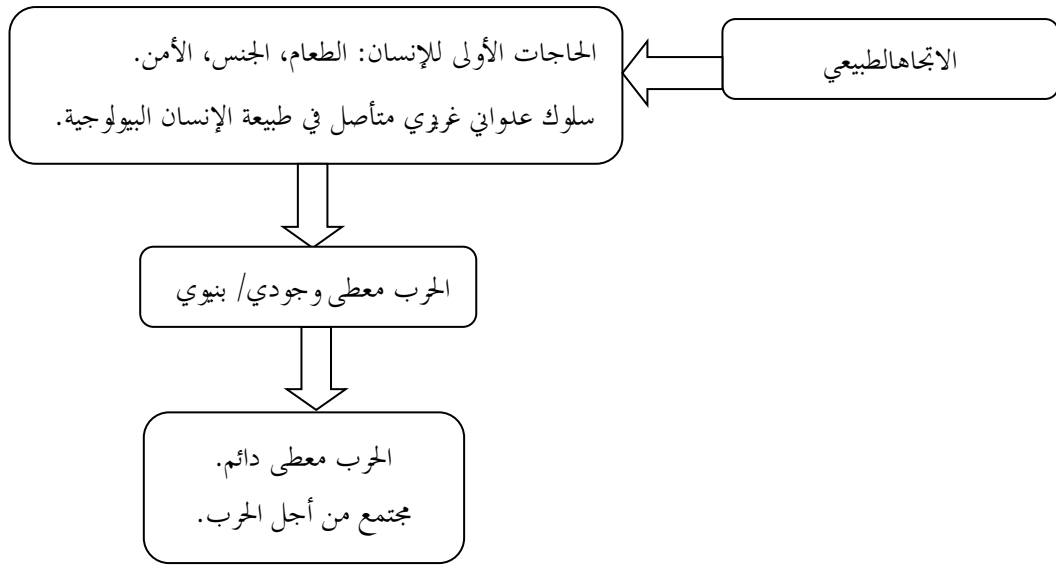 الاتجاهالطبيعي
الحاجات الأولى للإنسان: الطعام، الجنس، الأمن.
سلوك عدواني غريزي متأصل في طبيعة الإنسان البيولوجية.
الحرب معطى وجودي/ بنيوي
الحرب معطى دائم.
مجتمع من أجل الحرب.